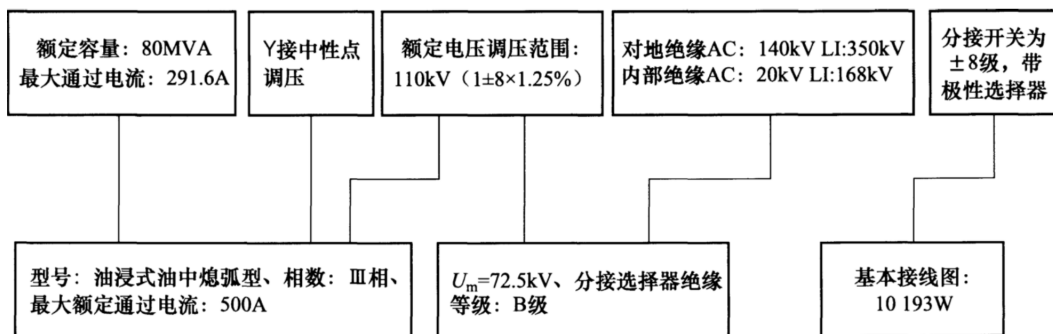 额定容量：80MVA
最大通过电流：291.6A
Y接中性点
调压
额定电压调压范围：
110kV（1±8×1.25%）
对地绝缘AC：140kV LI:350kV
内部绝缘AC：20kV LI:168kV
分接开关为
±8级，带
极性选择器
型号：油浸式油中熄弧型、相数：Ⅲ相、
最大额定通过电流：500A
Um=72.5kV、分接选择器绝缘
等级：B级
基本接线图：
10 193W